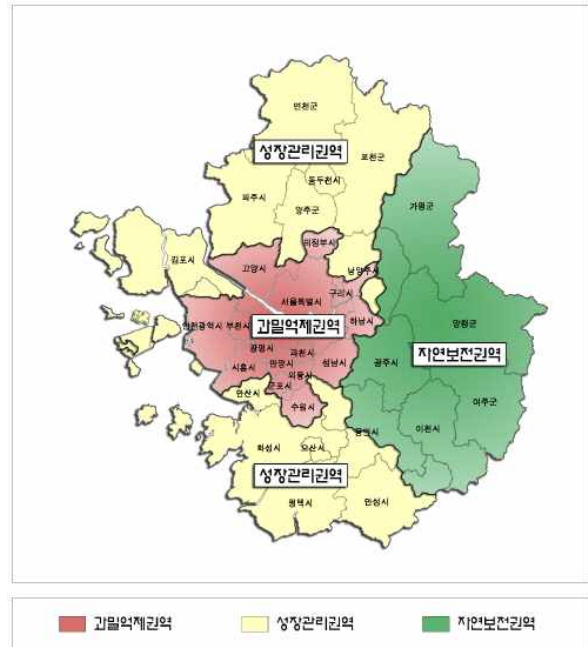 연천군
성장관리권역
포천군
동두천시
파주시
양주군
가평군
의정부시
김포시
고양시
남양주시
구리시
서울특별시
양평군
인천광역시
부천시
과밀억제권역
하남시
자연보전권역
광명시
과천시
시흥시
안양시
성남시
광주시
의왕시
군포시
안산시
수원시
여주군
이천시
용인시
화성시
오산시
성장관리권역
평택시
안성시
과밀억제권역 성장관리권역 자연보전권역